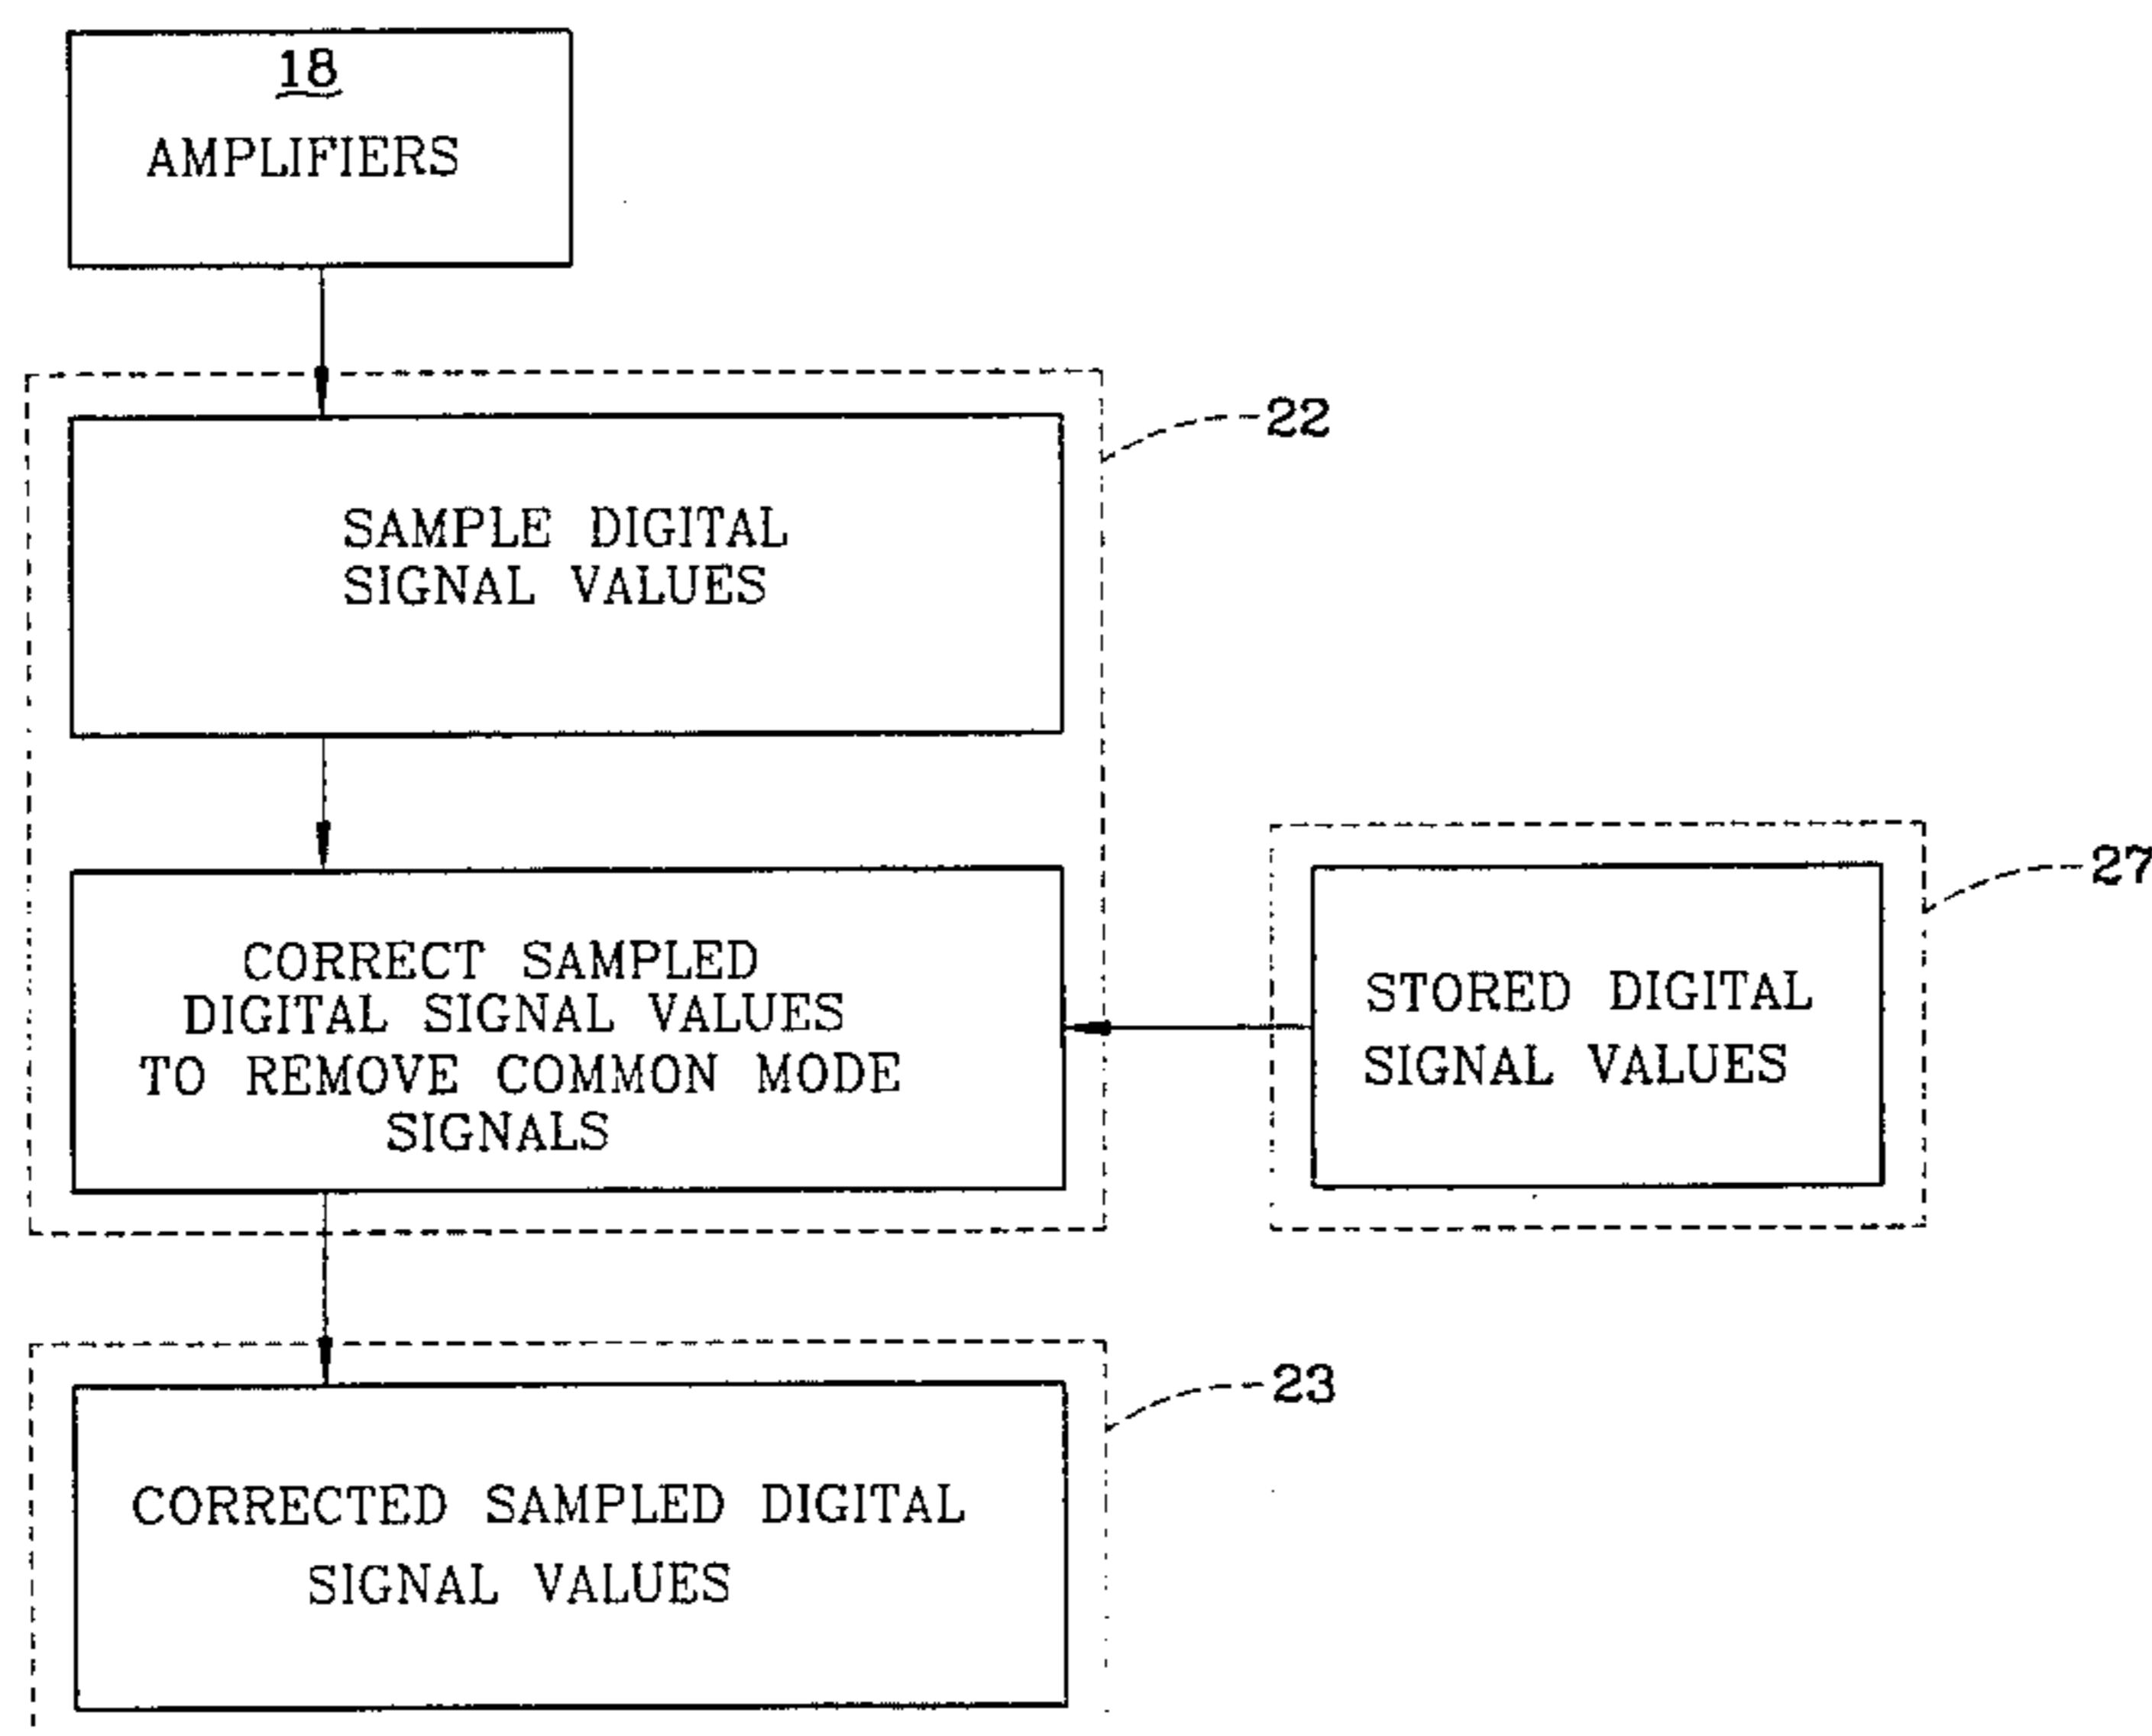 18
AMPLIFIERS
22
SAMPLE DIGITAL
SIGNAL VALUES
27
CORRECT SAMPLED
DIGITAL SIGNAL VALUES
TO REMOVE COMMON MODE
SIGNALS
STORED DIGITAL
SIGNAL VALUES
23
CORRECTED SAMPLED DIGITAL
SIGNAL VALUES